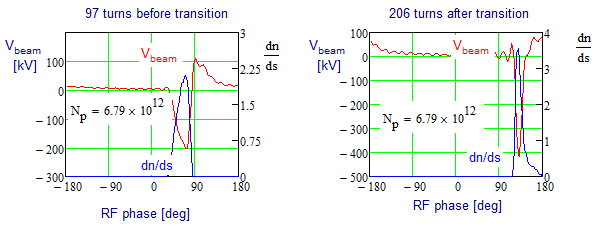 97 turns before transition
V_beam [kV]
3
dn/ds
100
V_beam
2.25
0
N_p = 6.79 × 10^12
1.5
−100
−200
0.75
dn/ds
−300
0
−180 −90 0 90 180
RF phase [deg]
206 turns after transition
V_beam [kV]
100
4
dn/ds
V_beam
0
3
−100
−200
2
N_p = 6.79 × 10^12
−300
1
−400
dn/ds
−500
0
−180 −90 0 90 180
RF phase [deg]